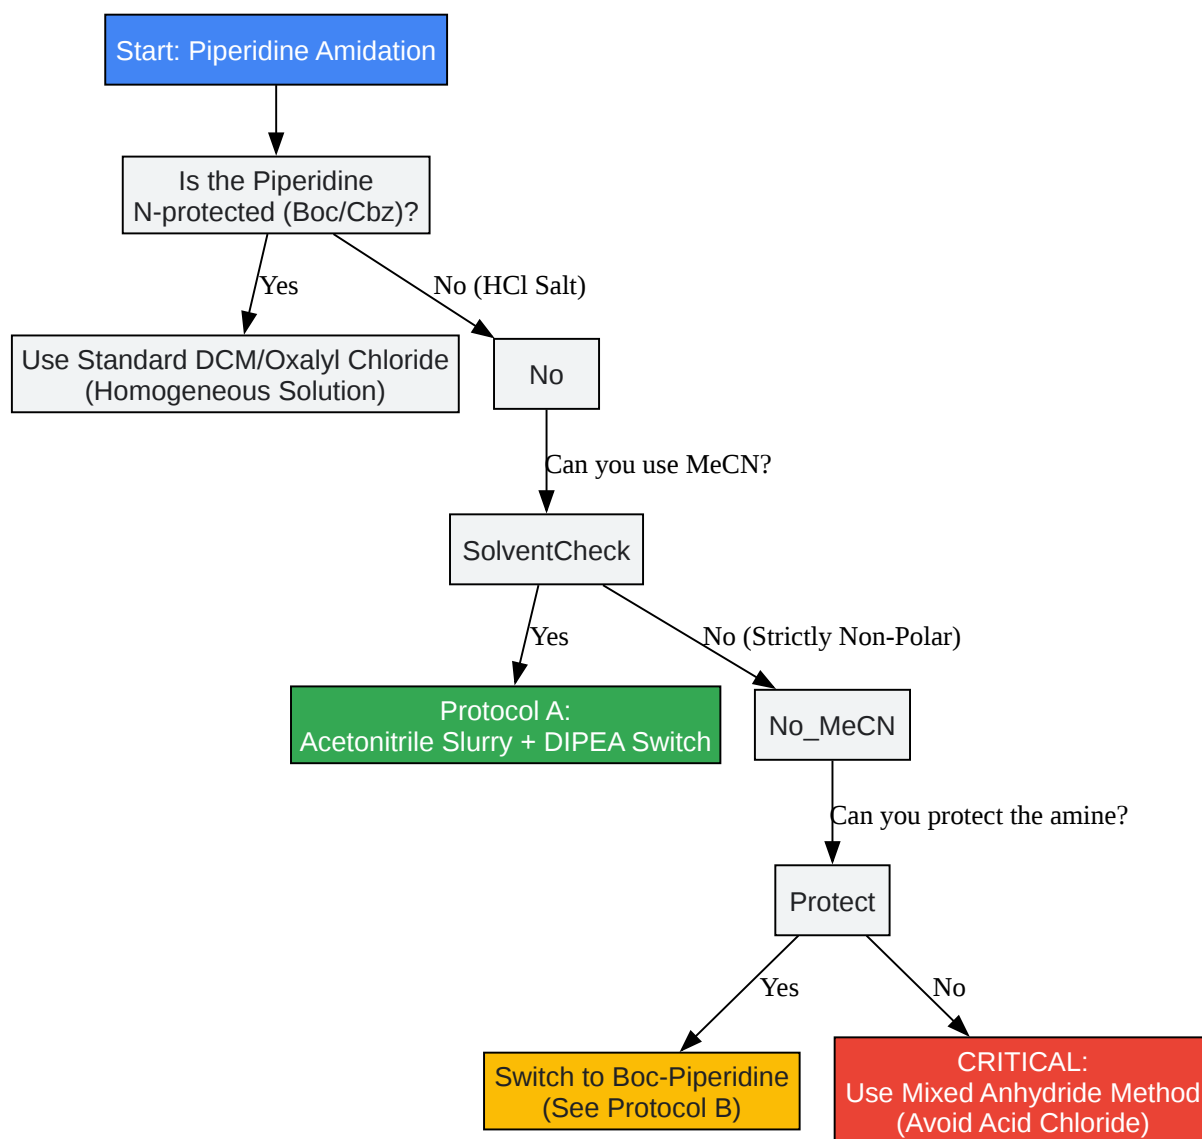 Start: Piperidine Amidation
Is the Piperidine
N-protected (Boc/Cbz)?
Yes
No (HCl Salt)
Use Standard DCM/Oxalyl Chloride
(Homogeneous Solution)
No
Can you use MeCN?
SolventCheck
Yes
No (Strictly Non-Polar)
Protocol A:
Acetonitrile Slurry + DIPEA Switch
No_MeCN
Can you protect the amine?
Protect
Yes
No
Switch to Boc-Piperidine
(See Protocol B)
CRITICAL:
Use Mixed Anhydride Method
(Avoid Acid Chloride)